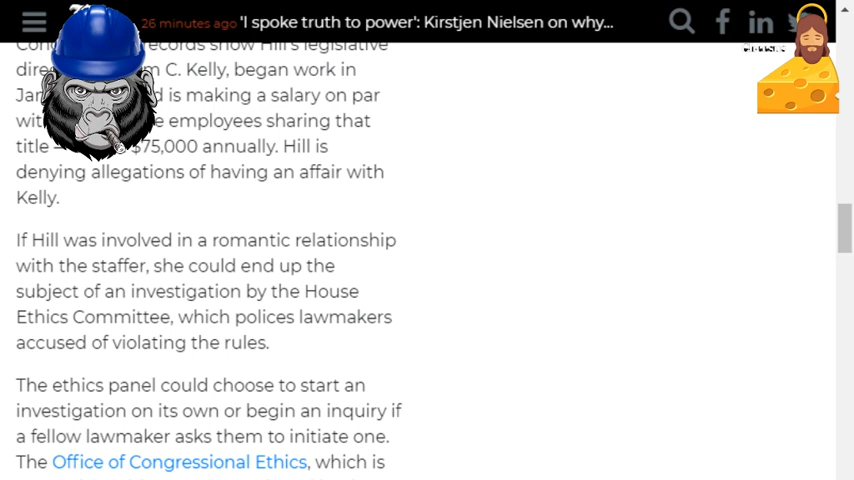 26 minutes ago 'I spoke truth to power': Kirstjen Nielsen on why...
records show Hill's legislative
m C. Kelly, began work in
d is making a salary on par
employees sharing that
title $75,000 annually. Hill is
denying allegations of having an affair with
Kelly.
If Hill was involved in a romantic relationship
with the staffer, she could end up the
subject of an investigation by the House
Ethics Committee, which polices lawmakers
accused of violating the rules.
The ethics panel could choose to start an
investigation on its own or begin an inquiry if
a fellow lawmaker asks them to initiate one.
The Office of Congressional Ethics, which is